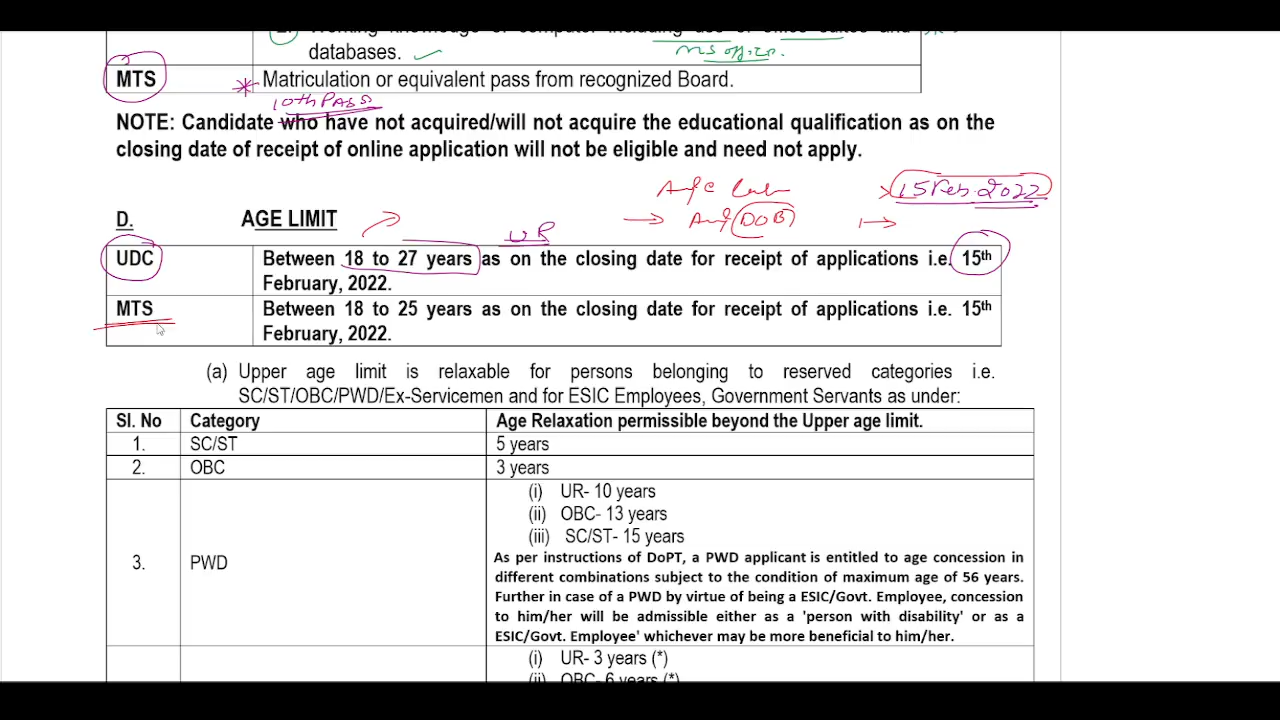 databases.
MS office.
MTS
Matriculation or equivalent pass from recognized Board.
10th PASS
NOTE: Candidate who have not acquired/will not acquire the educational qualification as on the
closing date of receipt of online application will not be eligible and need not apply.
15 Feb. 2022
DOB
D. AGE LIMIT
UR
UDC Between 18 to 27 years as on the closing date for receipt of applications i.e. 15th
February, 2022.
MTS Between 18 to 25 years as on the closing date for receipt of applications i.e. 15th
February, 2022.
(a) Upper age limit is relaxable for persons belonging to reserved categories i.e.
SC/ST/OBC/PWD/Ex-Servicemen and for ESIC Employees, Government Servants as under:
Sl. No Category Age Relaxation permissible beyond the Upper age limit.
1. SC/ST 5 years
2. OBC 3 years
3. PWD
(i) UR- 10 years
(ii) OBC- 13 years
(iii) SC/ST- 15 years
As per instructions of DoPT, a PWD applicant is entitled to age concession in
different combinations subject to the condition of maximum age of 56 years.
Further in case of a PWD by virtue of being a ESIC/Govt. Employee, concession
to him/her will be admissible either as a 'person with disability' or as a
ESIC/Govt. Employee' whichever may be more beneficial to him/her.
(i) UR- 3 years (*)
(ii) OBC- 6 years (*)